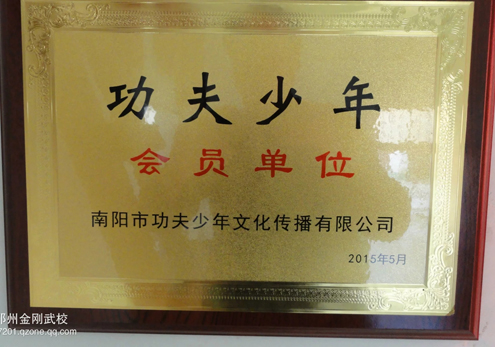 功夫少年
会员单位
南阳市功夫少年文化传播有限公司
2015年5月
州金刚武校
7201.qzone.qq.com